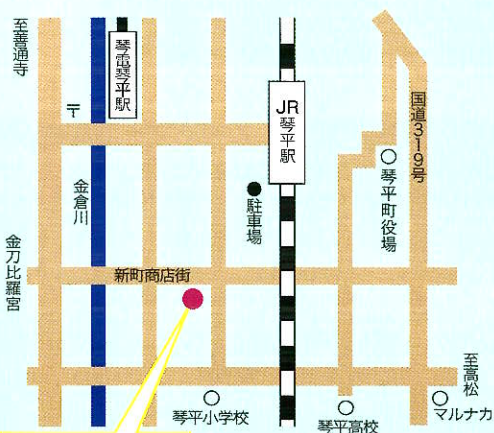 至善通寺
〒
琴電琴平駅
JR琴平駅
国道319号
琴平町役場
金倉川
駐車場
金刀比羅宮
新町商店街
至高松
琴平小学校
琴平高校
マルナカ